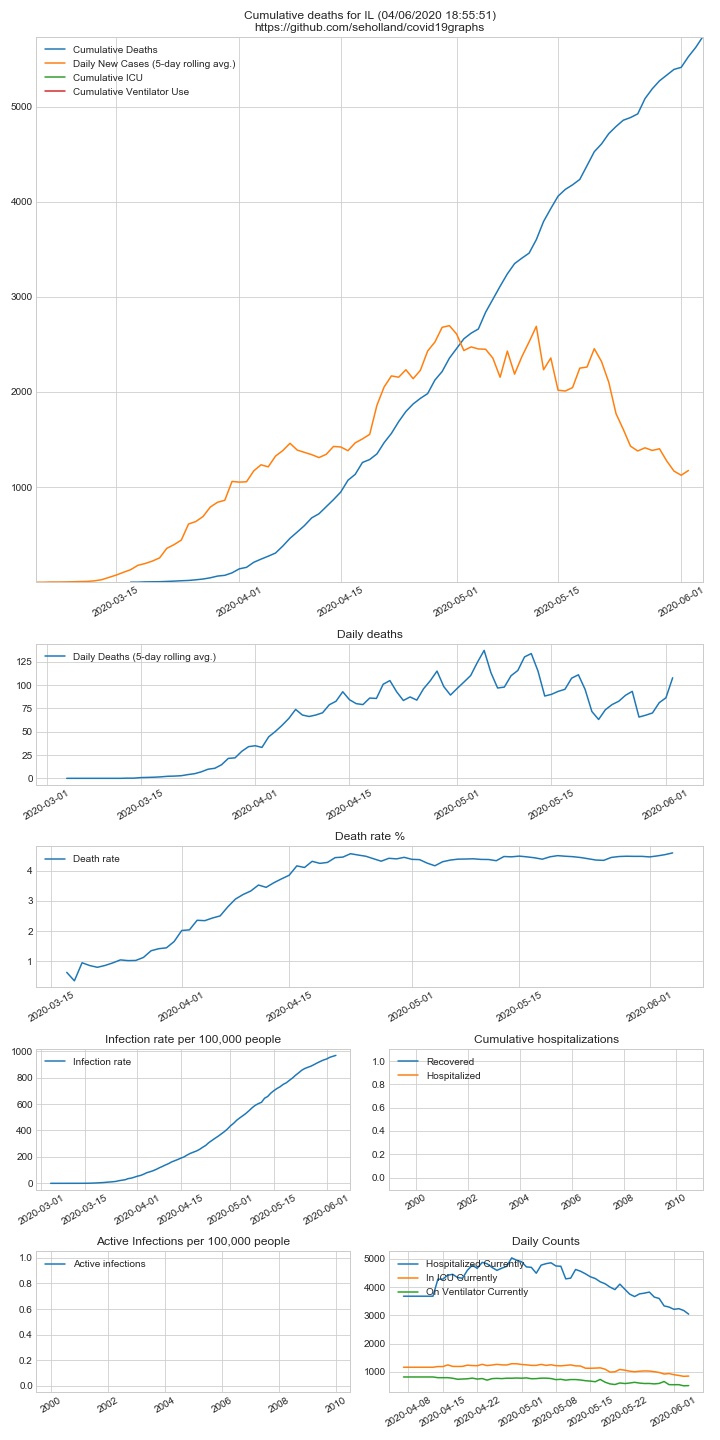 Cumulative deaths for IL (04/06/2020 18:55:51)
https://github.com/seholland/covid19graphs
Cumulative Deaths
Daily New Cases (5-day rolling avg.)
Cumulative ICU
Cumulative Ventilator Use
5000
4000
3000
2000
1000
2020-03-15 2020-04-01 2020-04-15 2020-05-01 2020-05-15 2020-06-01
Daily deaths
Daily Deaths (5-day rolling avg.)
125
100
75
50
25
0
2020-03-01 2020-03-15 2020-04-01 2020-04-15 2020-05-01 2020-05-15 2020-06-01
Death rate %
Death rate
4
3
2
1
2020-03-15 2020-04-01 2020-04-15 2020-05-01 2020-05-15 2020-06-01
Infection rate per 100,000 people
Infection rate
1000
800
600
400
200
0
2020-03-01 2020-03-15 2020-04-01 2020-04-15 2020-05-01 2020-05-15 2020-06-01
Cumulative hospitalizations
Recovered
Hospitalized
1.0
0.8
0.6
0.4
0.2
0.0
2000 2002 2004 2006 2008 2010
Active Infections per 100,000 people
Active infections
1.0
0.8
0.6
0.4
0.2
0.0
2000 2002 2004 2006 2008 2010
Daily Counts
Hospitalized Currently
In ICU Currently
On Ventilator Currently
5000
4000
3000
2000
1000
2020-04-08 2020-04-15 2020-04-22 2020-05-01 2020-05-08 2020-05-15 2020-05-22 2020-06-01